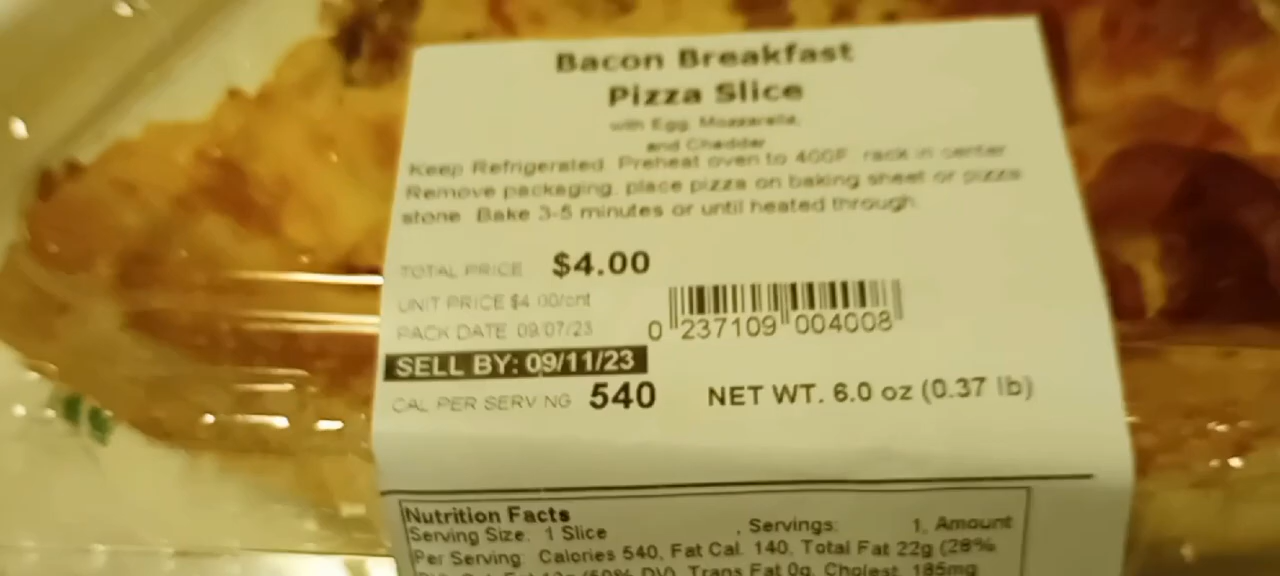 Bacon Breakfast
Pizza Slice
with Egg, Mozzarella,
and Cheddar
Keep Refrigerated. Preheat oven to 400F, rack in center.
Remove packaging, place pizza on baking sheet or pizza
stone. Bake 3-5 minutes or until heated through.
TOTAL PRICE $4.00
UNIT PRICE $4.00/cnt
PACK DATE 09/07/23
0 237109 004008
SELL BY: 09/11/23
CAL PER SERVING 540 NET WT. 6.0 oz (0.37 lb)
Nutrition Facts
Serving Size: 1 Slice , Servings: 1, Amount
Per Serving: Calories 540, Fat Cal. 140, Total Fat 22g (28%
Trans Fat 0g, Cholest. 185mg